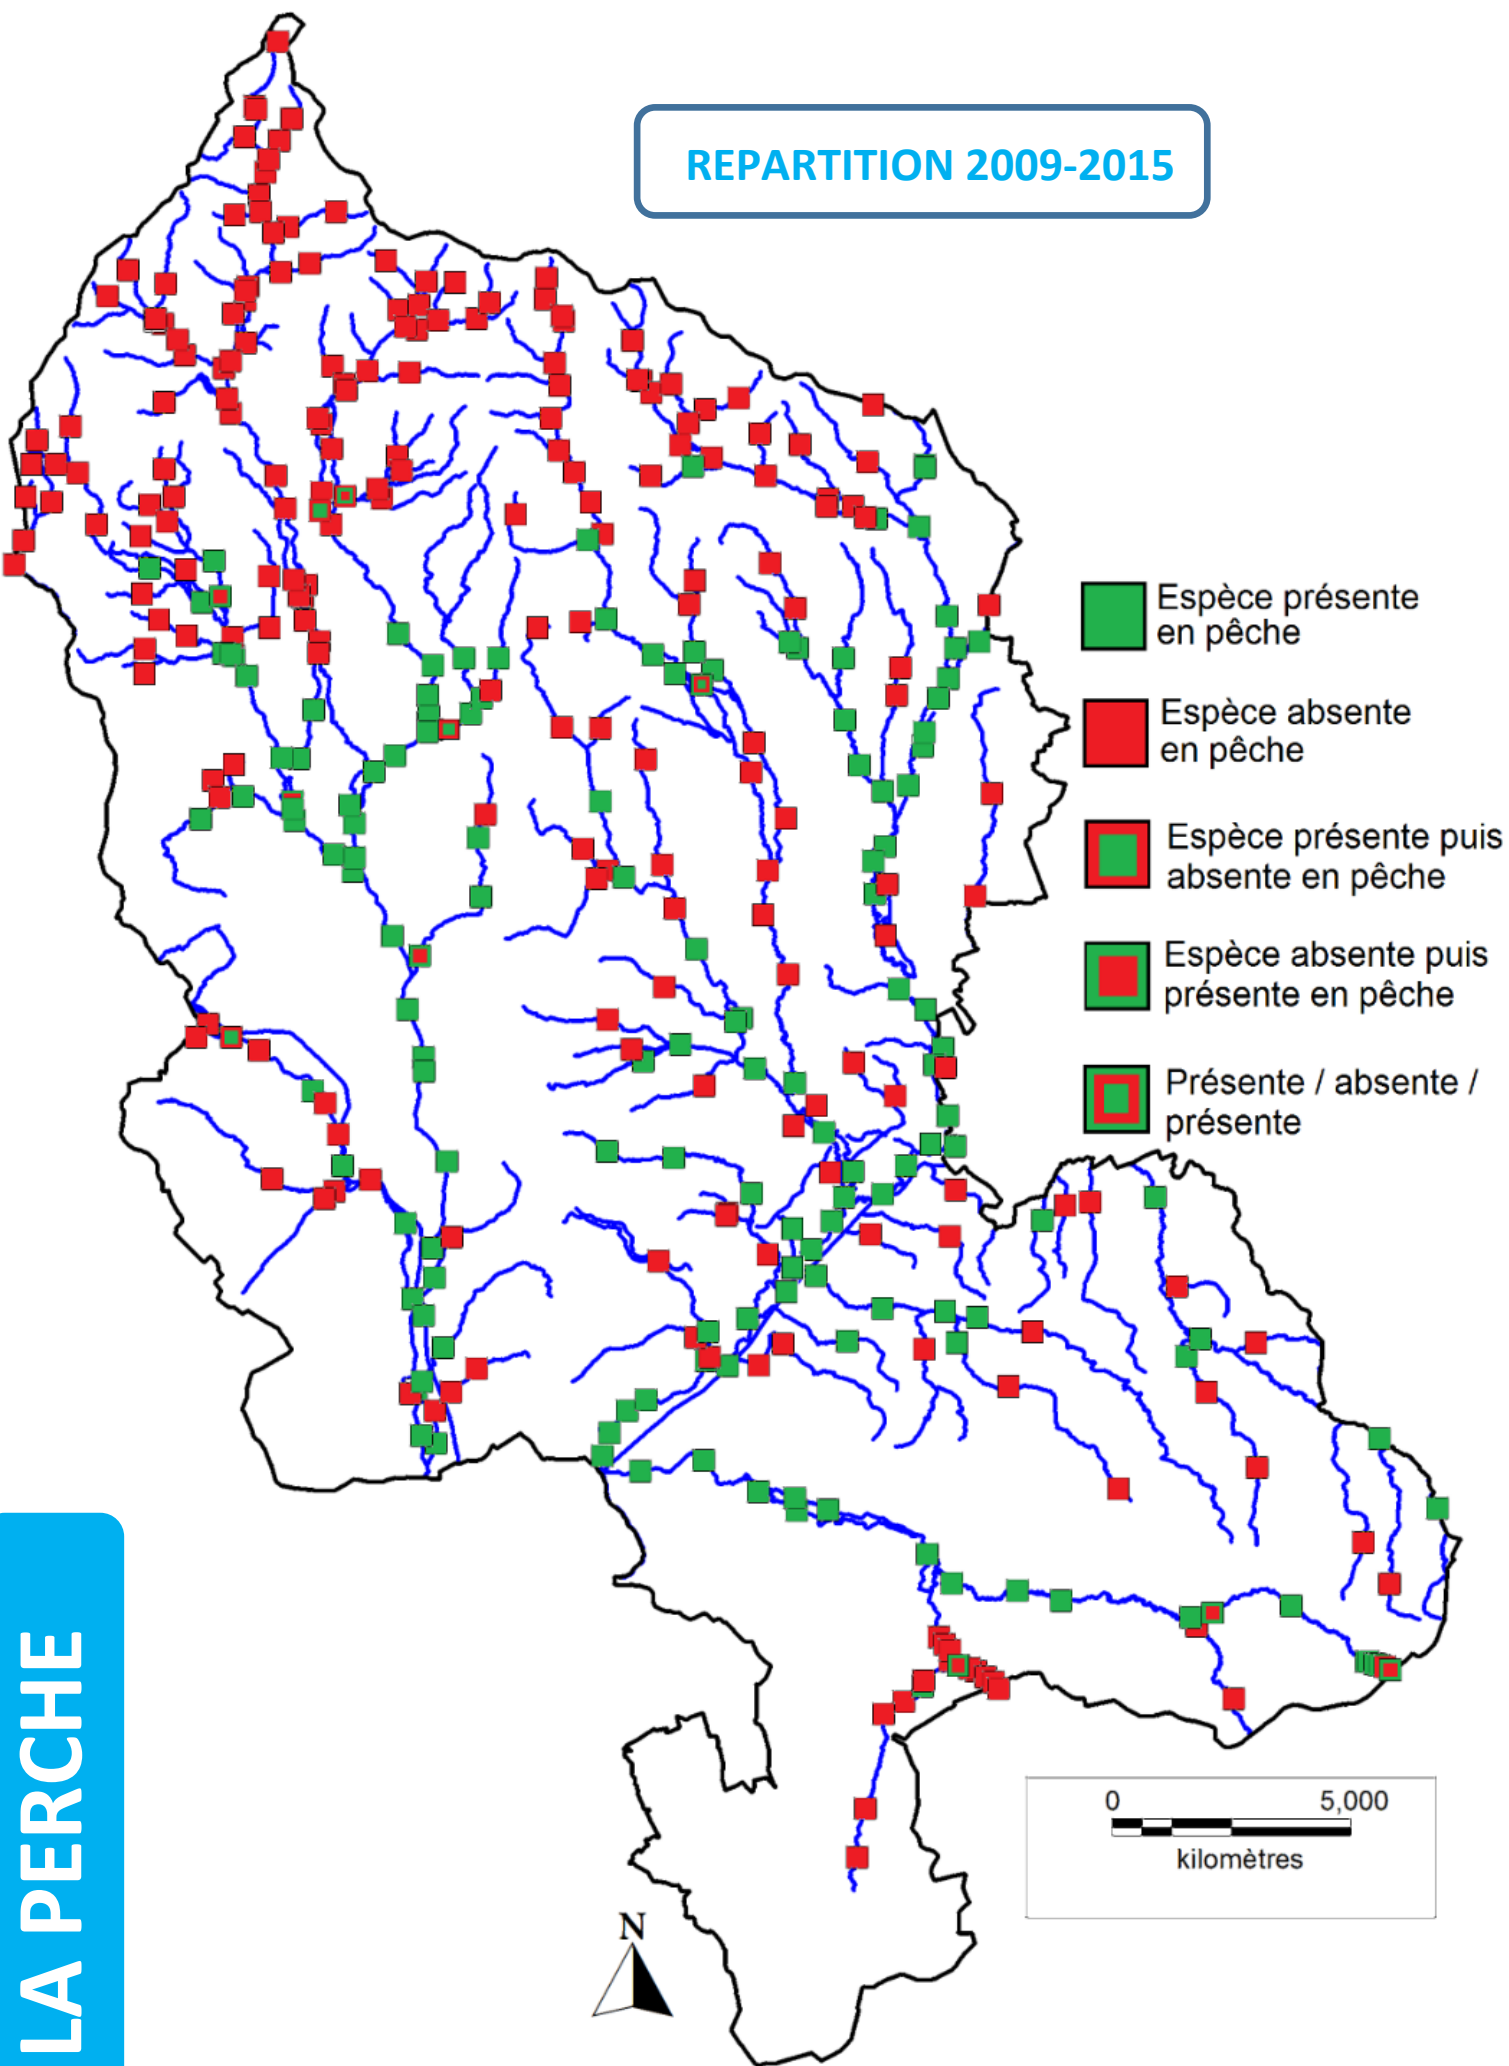 REPARTITION 2009-2015
Espèce présente
en pêche
Espèce absente
en pêche
Espèce présente puis
absente en pêche
Espèce absente puis
présente en pêche
Présente / absente /
présente
0 5,000
kilomètres
N
LA PERCHE